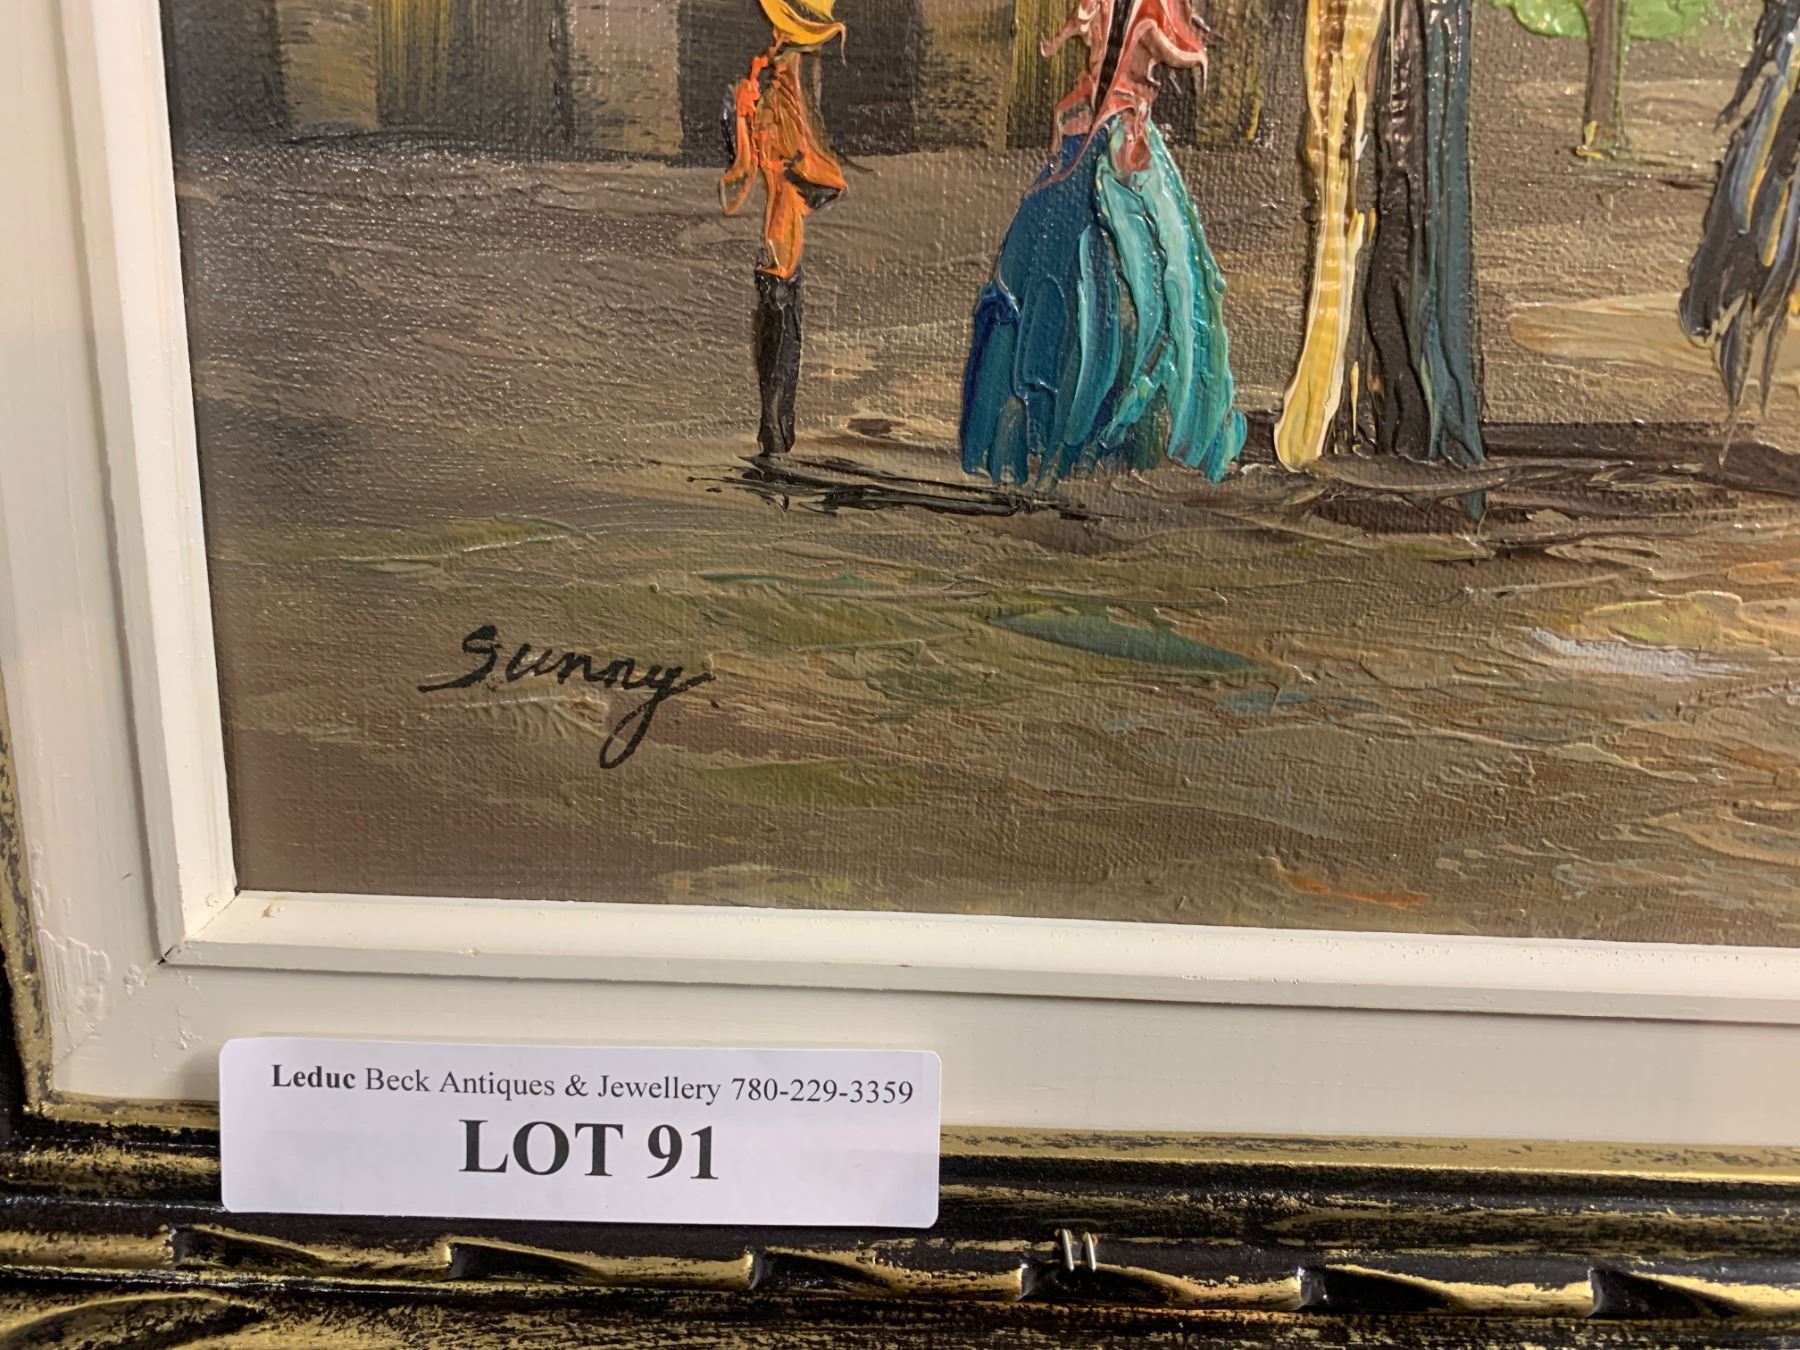 Sunny
Leduc Beck Antiques & Jewellery 780-229-3359
LOT 91